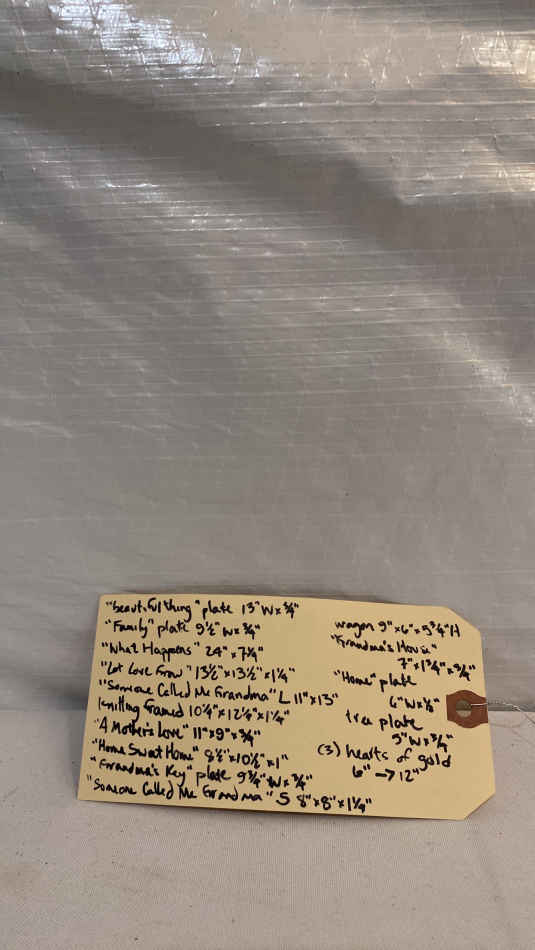 "beautiful thing" plate 13"W x 3/4"
"Family" plate 9 1/2" W x 3/4"
"What Happens" 24" x 7 1/4"
"Let Love Grow" 13 1/2" x 13 1/2" x 1 1/4"
"Someone Called Me Grandma" L 11" x 13"
knitting framed 10 1/4" x 12 1/4" x 1 1/4"
"A Mother's Love" 11" x 9" x 3/4"
"Home Sweet Home" 8 1/2" x 10 1/2" x 1"
"Grandma's Key" plate 9 3/4" W x 3/4"
"Someone Called Me Grandma" S 8" x 8" x 1 1/4"
wagon 9" x 6" x 5 3/4" H
"Grandma's House"
7" x 1 3/4" x 3/4"
"Home" plate
6" W x 1/2"
tree plate
9" W x 3/4"
(3) hearts of gold
6" → 12"